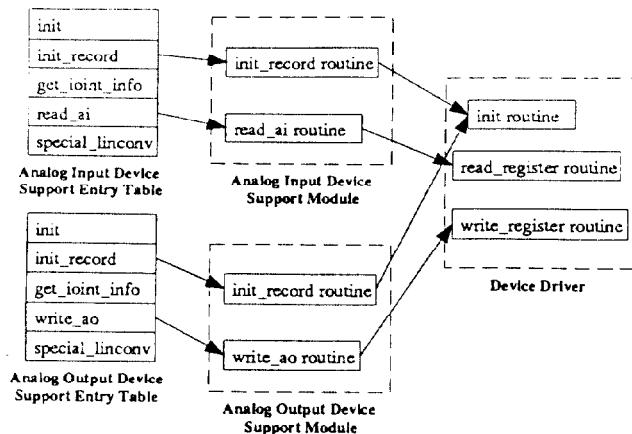 init
init_record
get_ioint_info
read_ai
special_linconv
Analog Input Device
Support Entry Table
init_record routine
read_ai routine
Analog Input Device
Support Module
init routine
read_register routine
write_register routine
Device Driver
init
init_record
get_ioint_info
write_ao
special_linconv
Analog Output Device
Support Entry Table
init_record routine
write_ao routine
Analog Output Device
Support Module